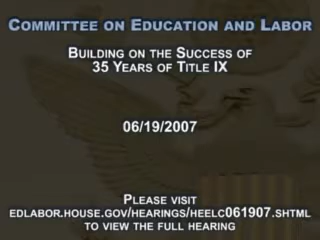 Committee on Education and Labor
Building on the Success of
35 Years of Title IX
06/19/2007
Please visit
edlabor.house.gov/hearings/heelc061907.shtml
to view the full hearing